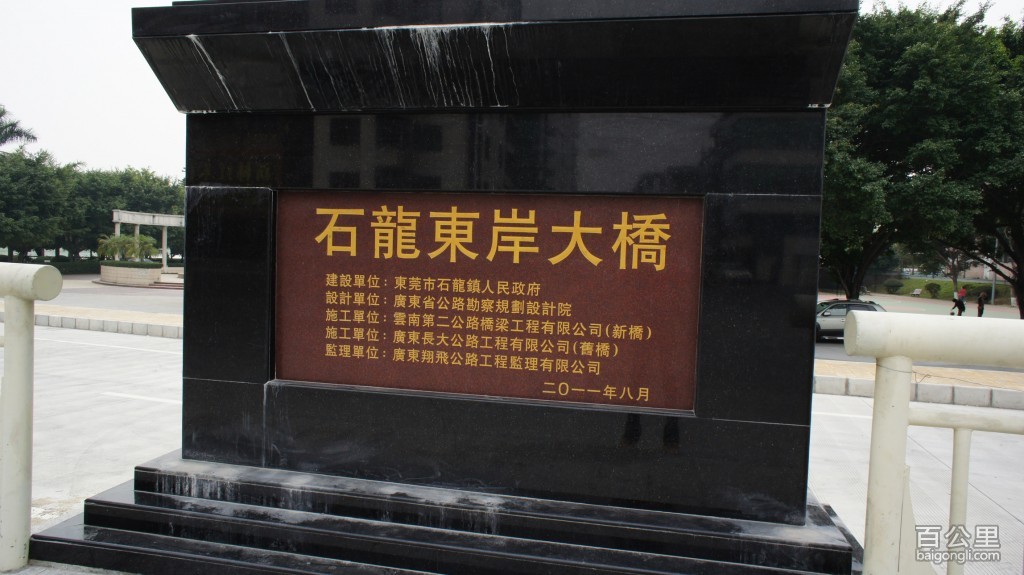 石龍東岸大橋
建設單位：東莞市石龍鎮人民政府
設計單位：廣東省公路勘察規劃設計院
施工單位：雲南第二公路橋梁工程有限公司(新橋)
施工單位：廣東長大公路工程有限公司(舊橋)
監理單位：廣東翔飛公路工程監理有限公司
二〇一一年八月
百公里
baigongli.com